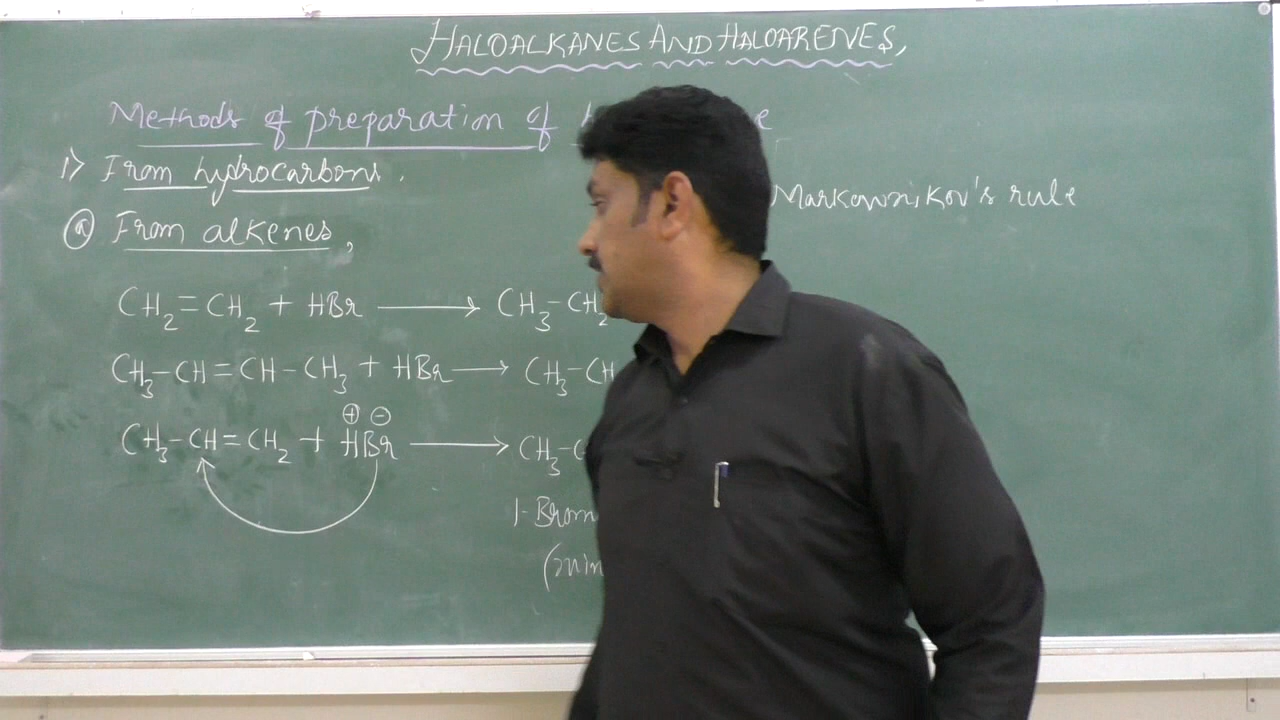 HALOALKANES AND HALOARENES,
Methods of preparation of
1) From hydrocarbons.
Markownikov's rule
(a) From alkenes,
CH₂=CH₂ + HBr ⟶ CH₃-CH₂
CH₃-CH=CH-CH₃ + HBr ⟶ CH₃-CH
⊕ ⊖
CH₃-CH=CH₂ + HBr ⟶ CH₃-C
1-Brom
(min